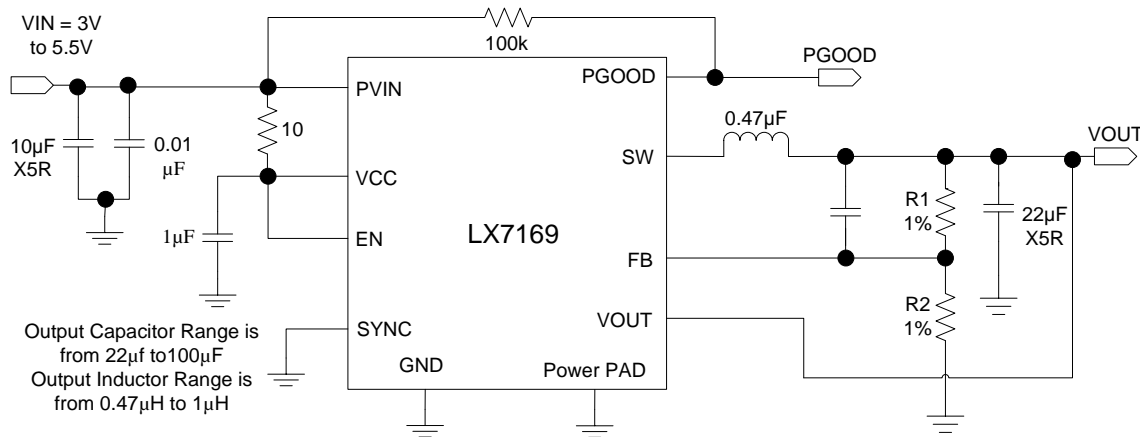 VIN = 3V
to 5.5V
100k
PGOOD
PGOOD
PVIN
0.47µF
10
VOUT
10µF
X5R
0.01
µF
SW
VCC
R1
1%
22µF
X5R
1µF
EN
LX7169
FB
R2
1%
VOUT
SYNC
Output Capacitor Range is
from 22µf to100µF
Output Inductor Range is
from 0.47µH to 1µH
GND
Power PAD